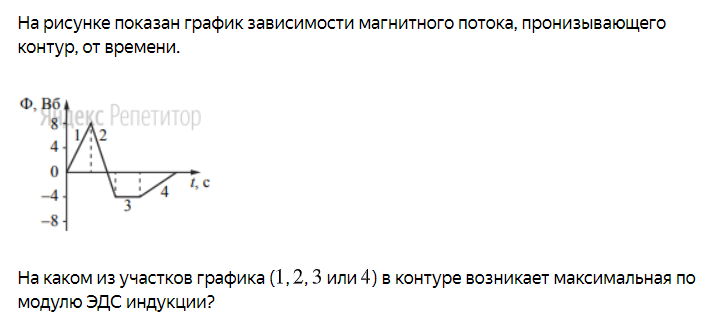 На рисунке показан график зависимости магнитного потока, пронизывающего
контур, от времени.
Ф, Вб
Яндекс Репетитор
8
1
2
4
0
t, с
−4
3
4
−8
На каком из участков графика (1, 2, 3 или 4) в контуре возникает максимальная по
модулю ЭДС индукции?